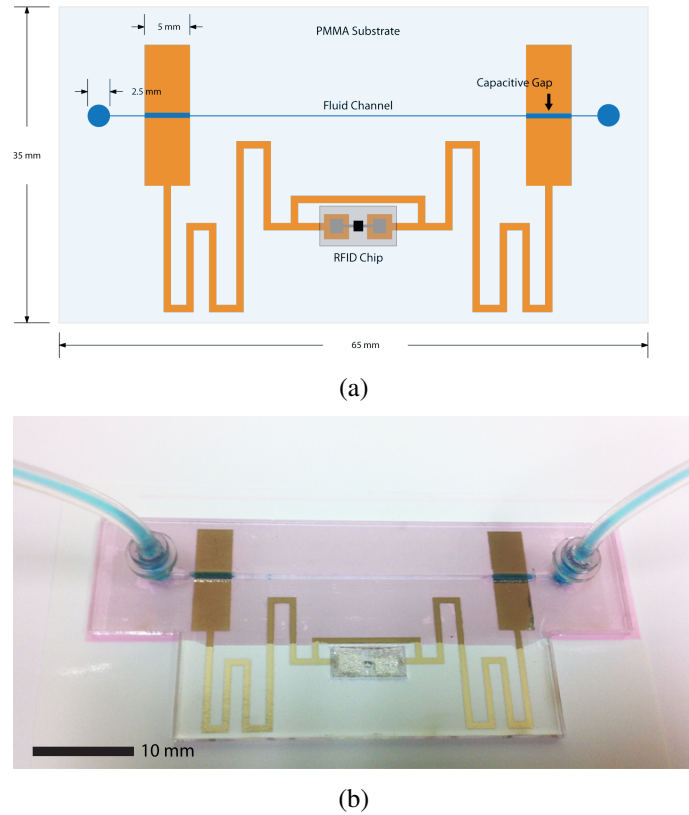 5 mm
PMMA Substrate
Capacitive Gap
2.5 mm
Fluid Channel
35 mm
RFID Chip
65 mm
(a)
10 mm
(b)